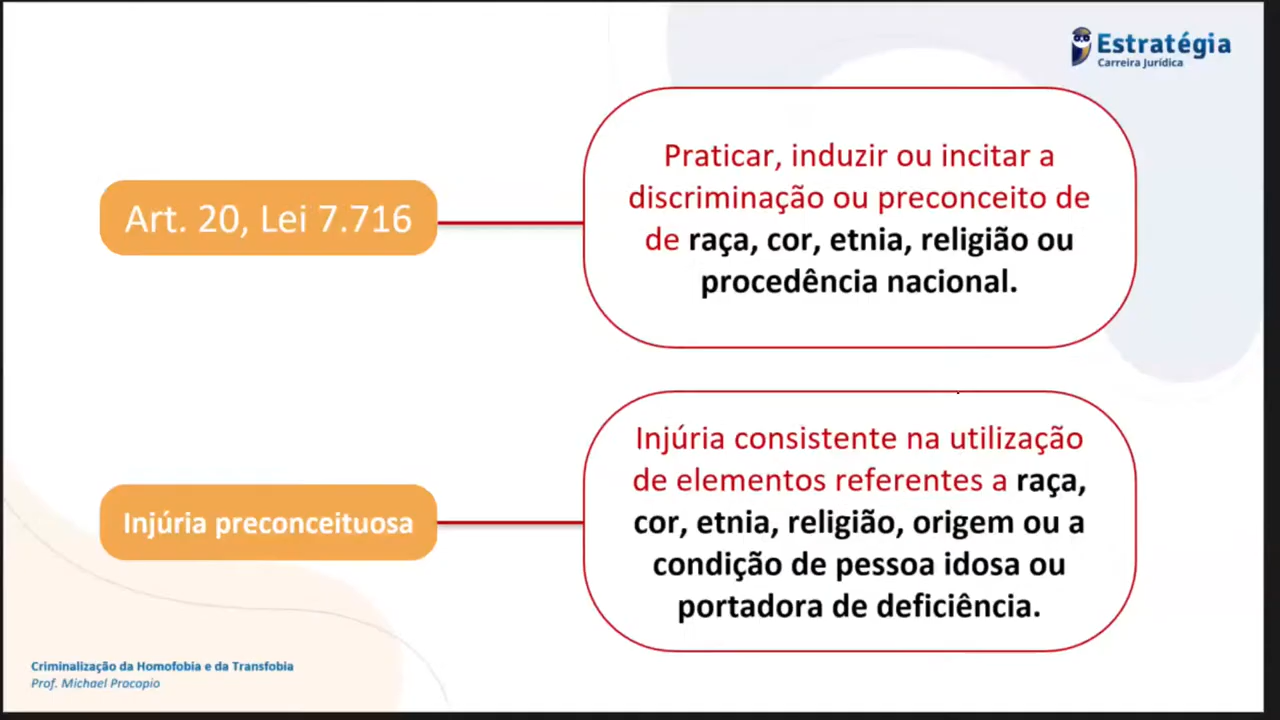 Estratégia
Carreira Jurídica
Art. 20, Lei 7.716
Praticar, induzir ou incitar a
discriminação ou preconceito de
de raça, cor, etnia, religião ou
procedência nacional.
Injúria preconceituosa
Injúria consistente na utilização
de elementos referentes a raça,
cor, etnia, religião, origem ou a
condição de pessoa idosa ou
portadora de deficiência.
Criminalização da Homofobia e da Transfobia
Prof. Michael Procopio